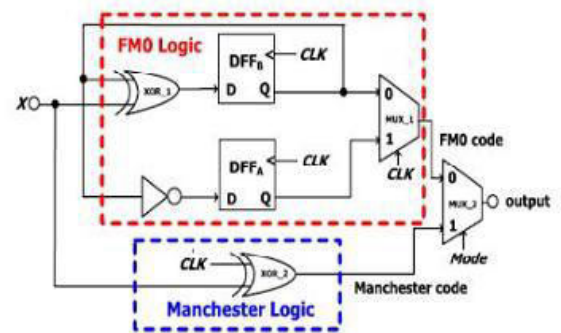 FM0 Logic
DFFB
CLK
D
Q
X
XOR_1
0
MUX_1
1
CLK
FM0 code
DFFA
CLK
D
Q
0
MUX_2
1
output
Mode
CLK
XOR_2
Manchester code
Manchester Logic